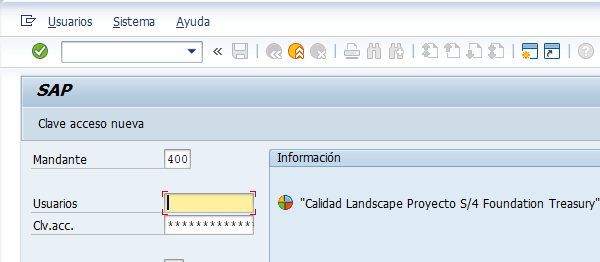 Usuarios Sistema Ayuda
SAP
Clave acceso nueva
Mandante 400
Información
Usuarios
"Calidad Landscape Proyecto S/4 Foundation Treasury"
Clv.acc. *************